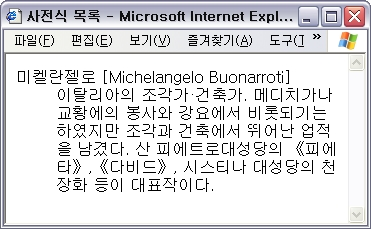 사전식 목록 - Microsoft Internet Expl...
파일(F) 편집(E) 보기(V) 즐겨찾기(A) 도구(T »
미켈란젤로 [Michelangelo Buonarroti]
이탈리아의 조각가·건축가. 메디치가나
교황에의 봉사와 강요에서 비롯되기는
하였지만 조각과 건축에서 뛰어난 업적
을 남겼다. 산 피에트로대성당의 《피에
타》, 《다비드》, 시스티나 대성당의 천
장화 등이 대표작이다.